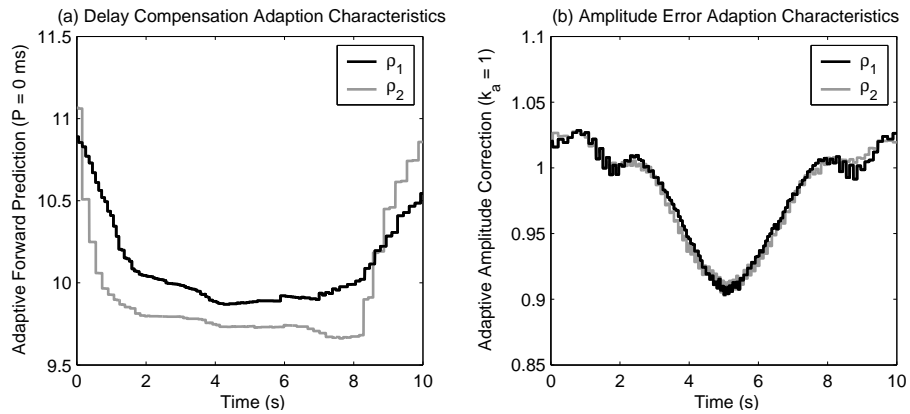 (a) Delay Compensation Adaption Characteristics
Adaptive Forward Prediction (P = 0 ms)
11.5
11
10.5
10
9.5
0 2 4 6 8 10
Time (s)
ρ1
ρ2
(b) Amplitude Error Adaption Characteristics
Adaptive Amplitude Correction (ka = 1)
1.1
1.05
1
0.95
0.9
0.85
0 2 4 6 8 10
Time (s)
ρ1
ρ2